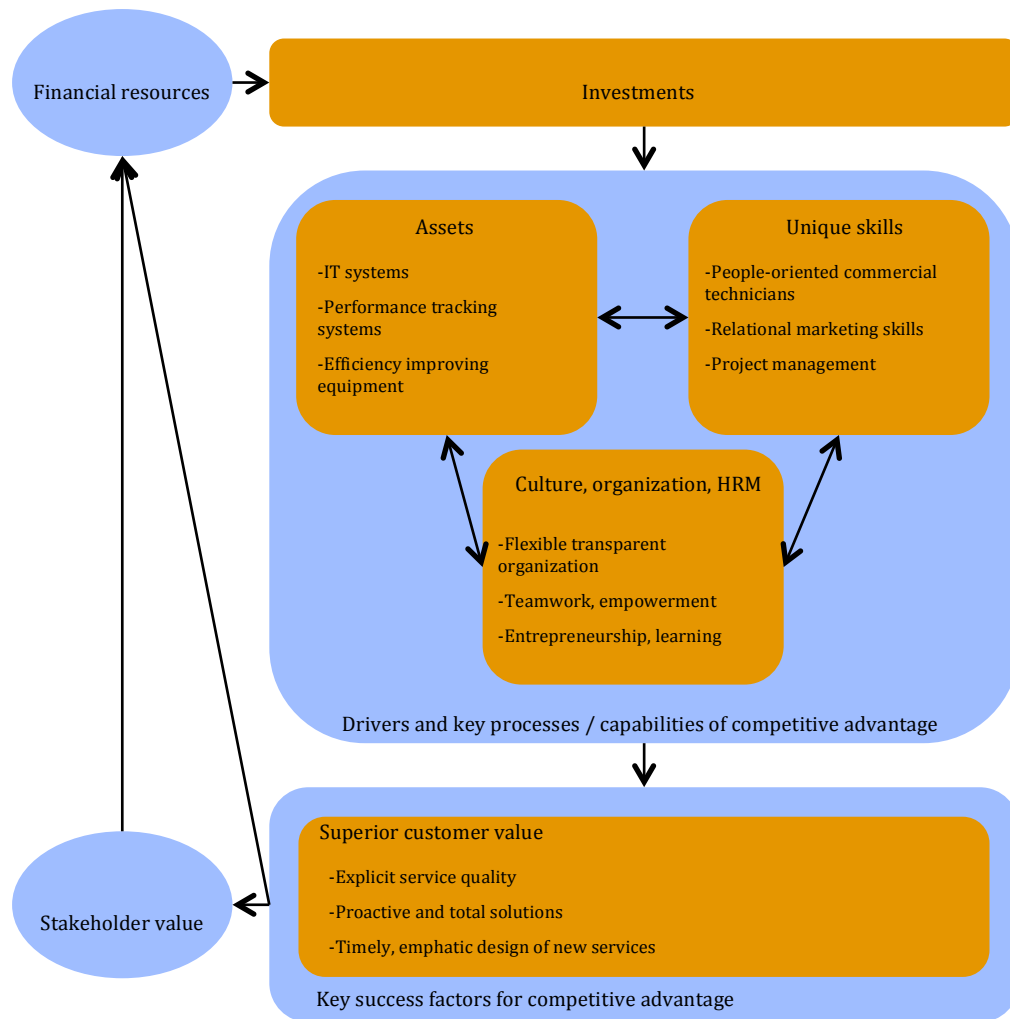 Financial resources
Investments
Assets
-IT systems
-Performance tracking
systems
-Efficiency improving
equipment
Unique skills
-People-oriented commercial
technicians
-Relational marketing skills
-Project management
Culture, organization, HRM
-Flexible transparent
organization
-Teamwork, empowerment
-Entrepreneurship, learning
Drivers and key processes / capabilities of competitive advantage
Superior customer value
-Explicit service quality
-Proactive and total solutions
-Timely, emphatic design of new services
Key success factors for competitive advantage
Stakeholder value